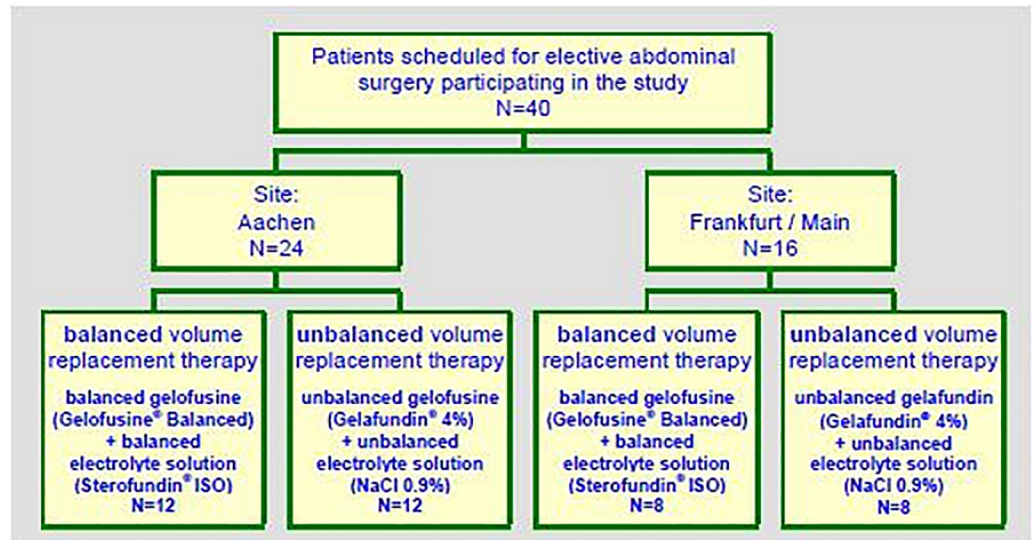 Patients scheduled for elective abdominal
surgery participating in the study
N=40
Site:
Aachen
N=24
Site:
Frankfurt / Main
N=16
balanced volume
replacement therapy
balanced gelofusine
(Gelofusine® Balanced)
+ balanced
electrolyte solution
(Sterofundin® ISO)
N=12
unbalanced volume
replacement therapy
unbalanced gelofusine
(Gelafundin® 4%)
+ unbalanced
electrolyte solution
(NaCl 0.9%)
N=12
balanced volume
replacement therapy
balanced gelofusine
(Gelofusine® Balanced)
+ balanced
electrolyte solution
(Sterofundin® ISO)
N=8
unbalanced volume
replacement therapy
unbalanced gelafundin
(Gelafundin® 4%)
+ unbalanced
electrolyte solution
(NaCl 0.9%)
N=8